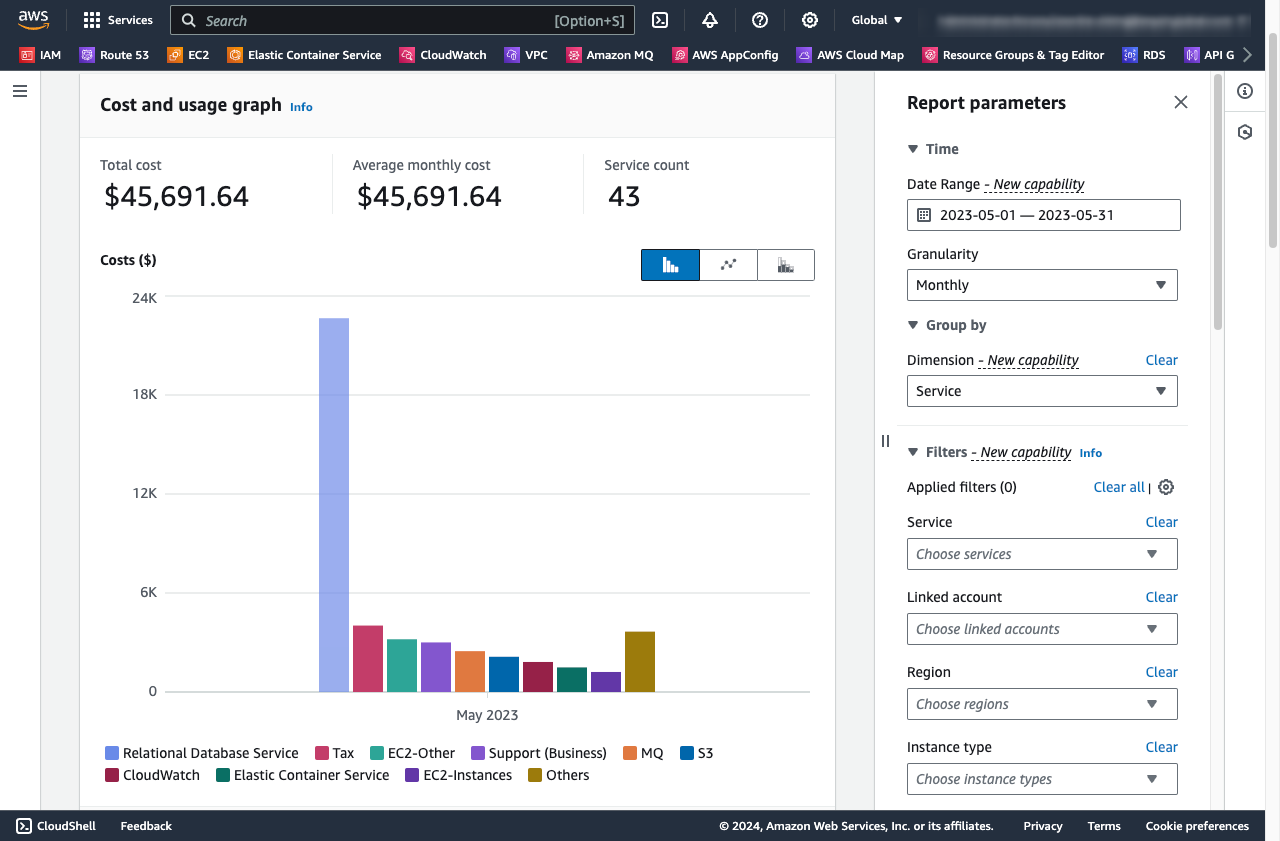 aws Services Search [Option+S] Global
IAM Route 53 EC2 Elastic Container Service CloudWatch VPC Amazon MQ AWS AppConfig AWS Cloud Map Resource Groups & Tag Editor RDS API G
Cost and usage graph Info
Total cost Average monthly cost Service count
$45,691.64 $45,691.64 43
Costs ($)
24K
18K
12K
6K
0
May 2023
Relational Database Service Tax EC2-Other Support (Business) MQ S3
CloudWatch Elastic Container Service EC2-Instances Others
Report parameters
Time
Date Range - New capability
2023-05-01 — 2023-05-31
Granularity
Monthly
Group by
Dimension - New capability Clear
Service
Filters - New capability Info
Applied filters (0) Clear all |
Service Clear
Choose services
Linked account Clear
Choose linked accounts
Region Clear
Choose regions
Instance type Clear
Choose instance types
CloudShell Feedback © 2024, Amazon Web Services, Inc. or its affiliates. Privacy Terms Cookie preferences